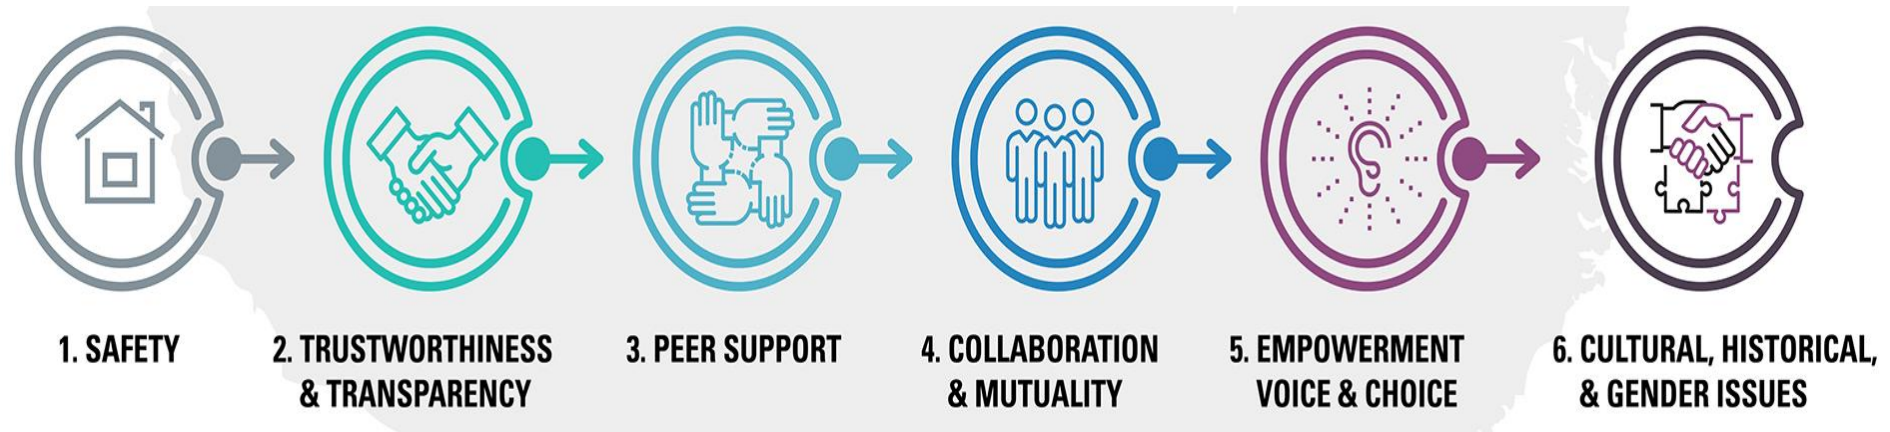 1. SAFETY
2. TRUSTWORTHINESS
& TRANSPARENCY
3. PEER SUPPORT
4. COLLABORATION
& MUTUALITY
5. EMPOWERMENT
VOICE & CHOICE
6. CULTURAL, HISTORICAL,
& GENDER ISSUES